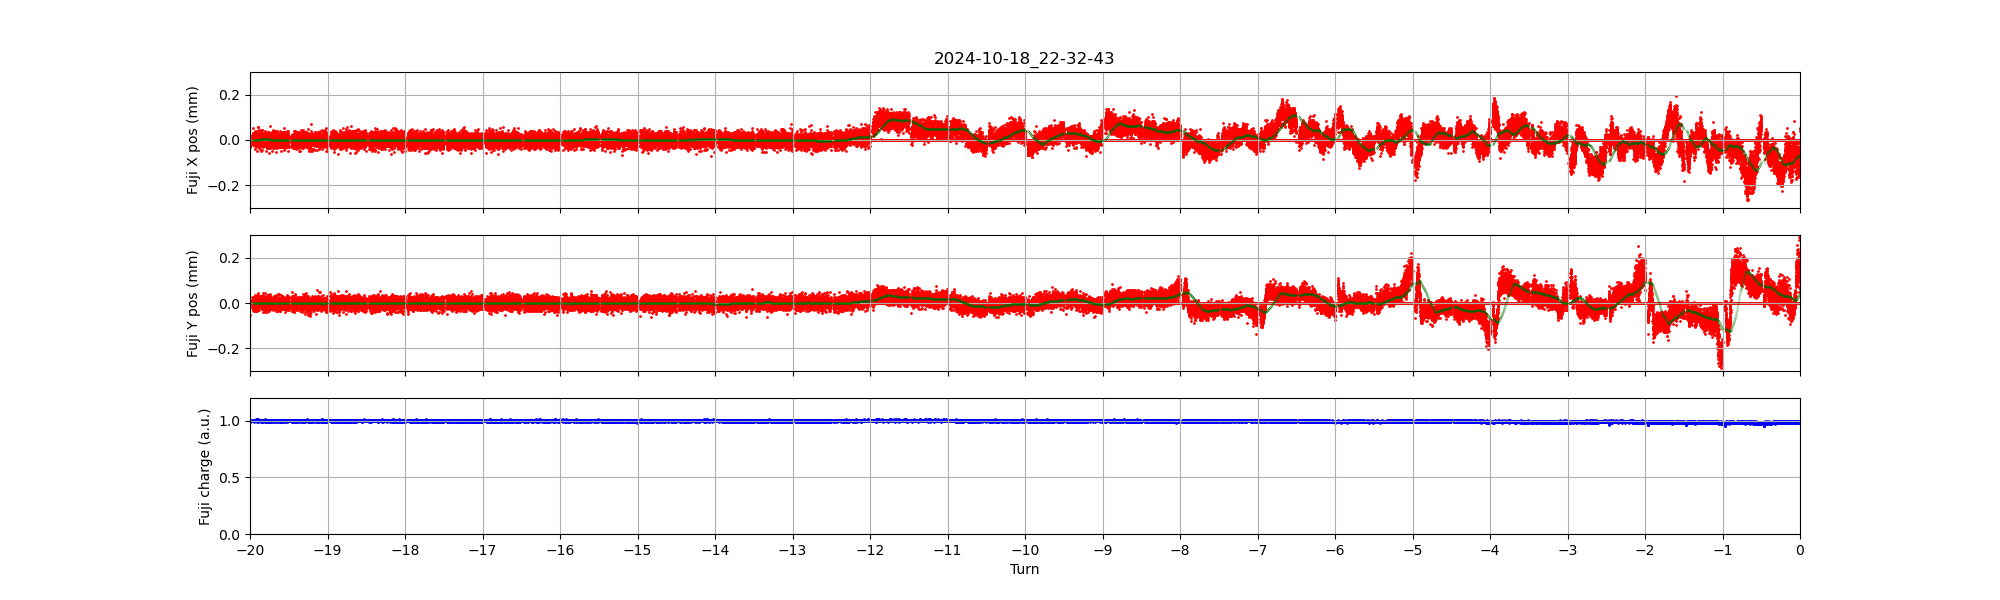 2024-10-18_22-32-43
Fuji X pos (mm)
0.2
0.0
−0.2
Fuji Y pos (mm)
0.2
0.0
−0.2
Fuji charge (a.u.)
1.0
0.5
0.0
−20 −19 −18 −17 −16 −15 −14 −13 −12 −11 −10 −9 −8 −7 −6 −5 −4 −3 −2 −1 0
Turn